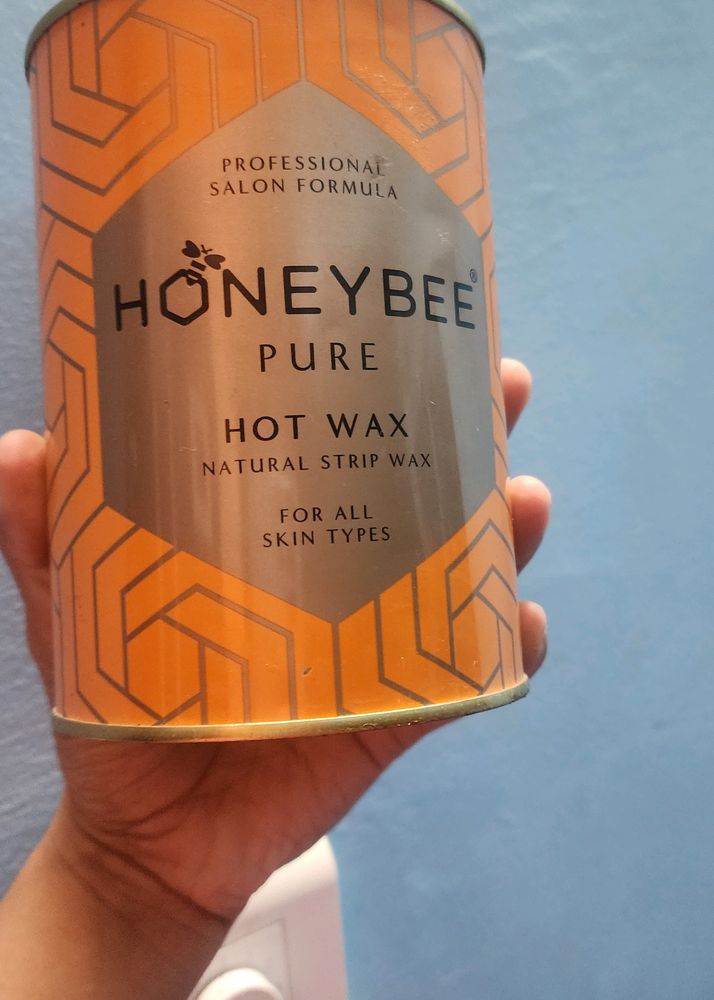 PROFESSIONAL
SALON FORMULA
HONEYBEE®
PURE
HOT WAX
NATURAL STRIP WAX
FOR ALL
SKIN TYPES